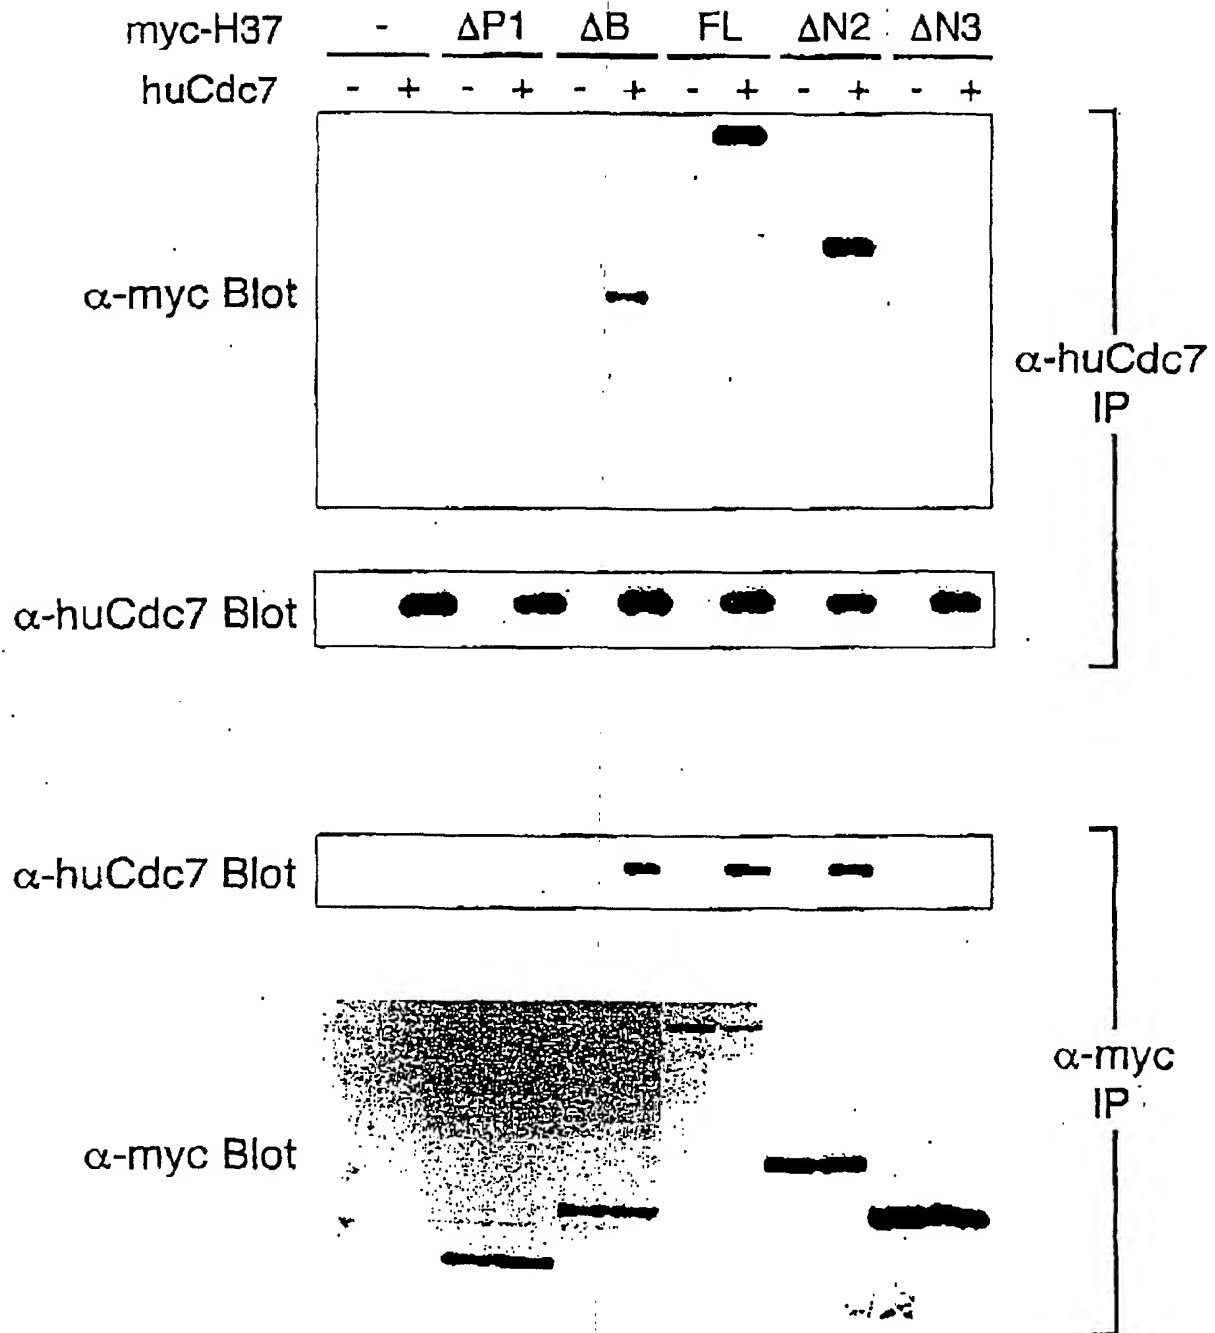 myc-H37 - ΔP1 ΔB FL ΔN2 ΔN3
huCdc7 - + - + - + - + - + - +
α-myc Blot
α-huCdc7
IP
α-huCdc7 Blot
α-huCdc7 Blot
α-myc
IP
α-myc Blot